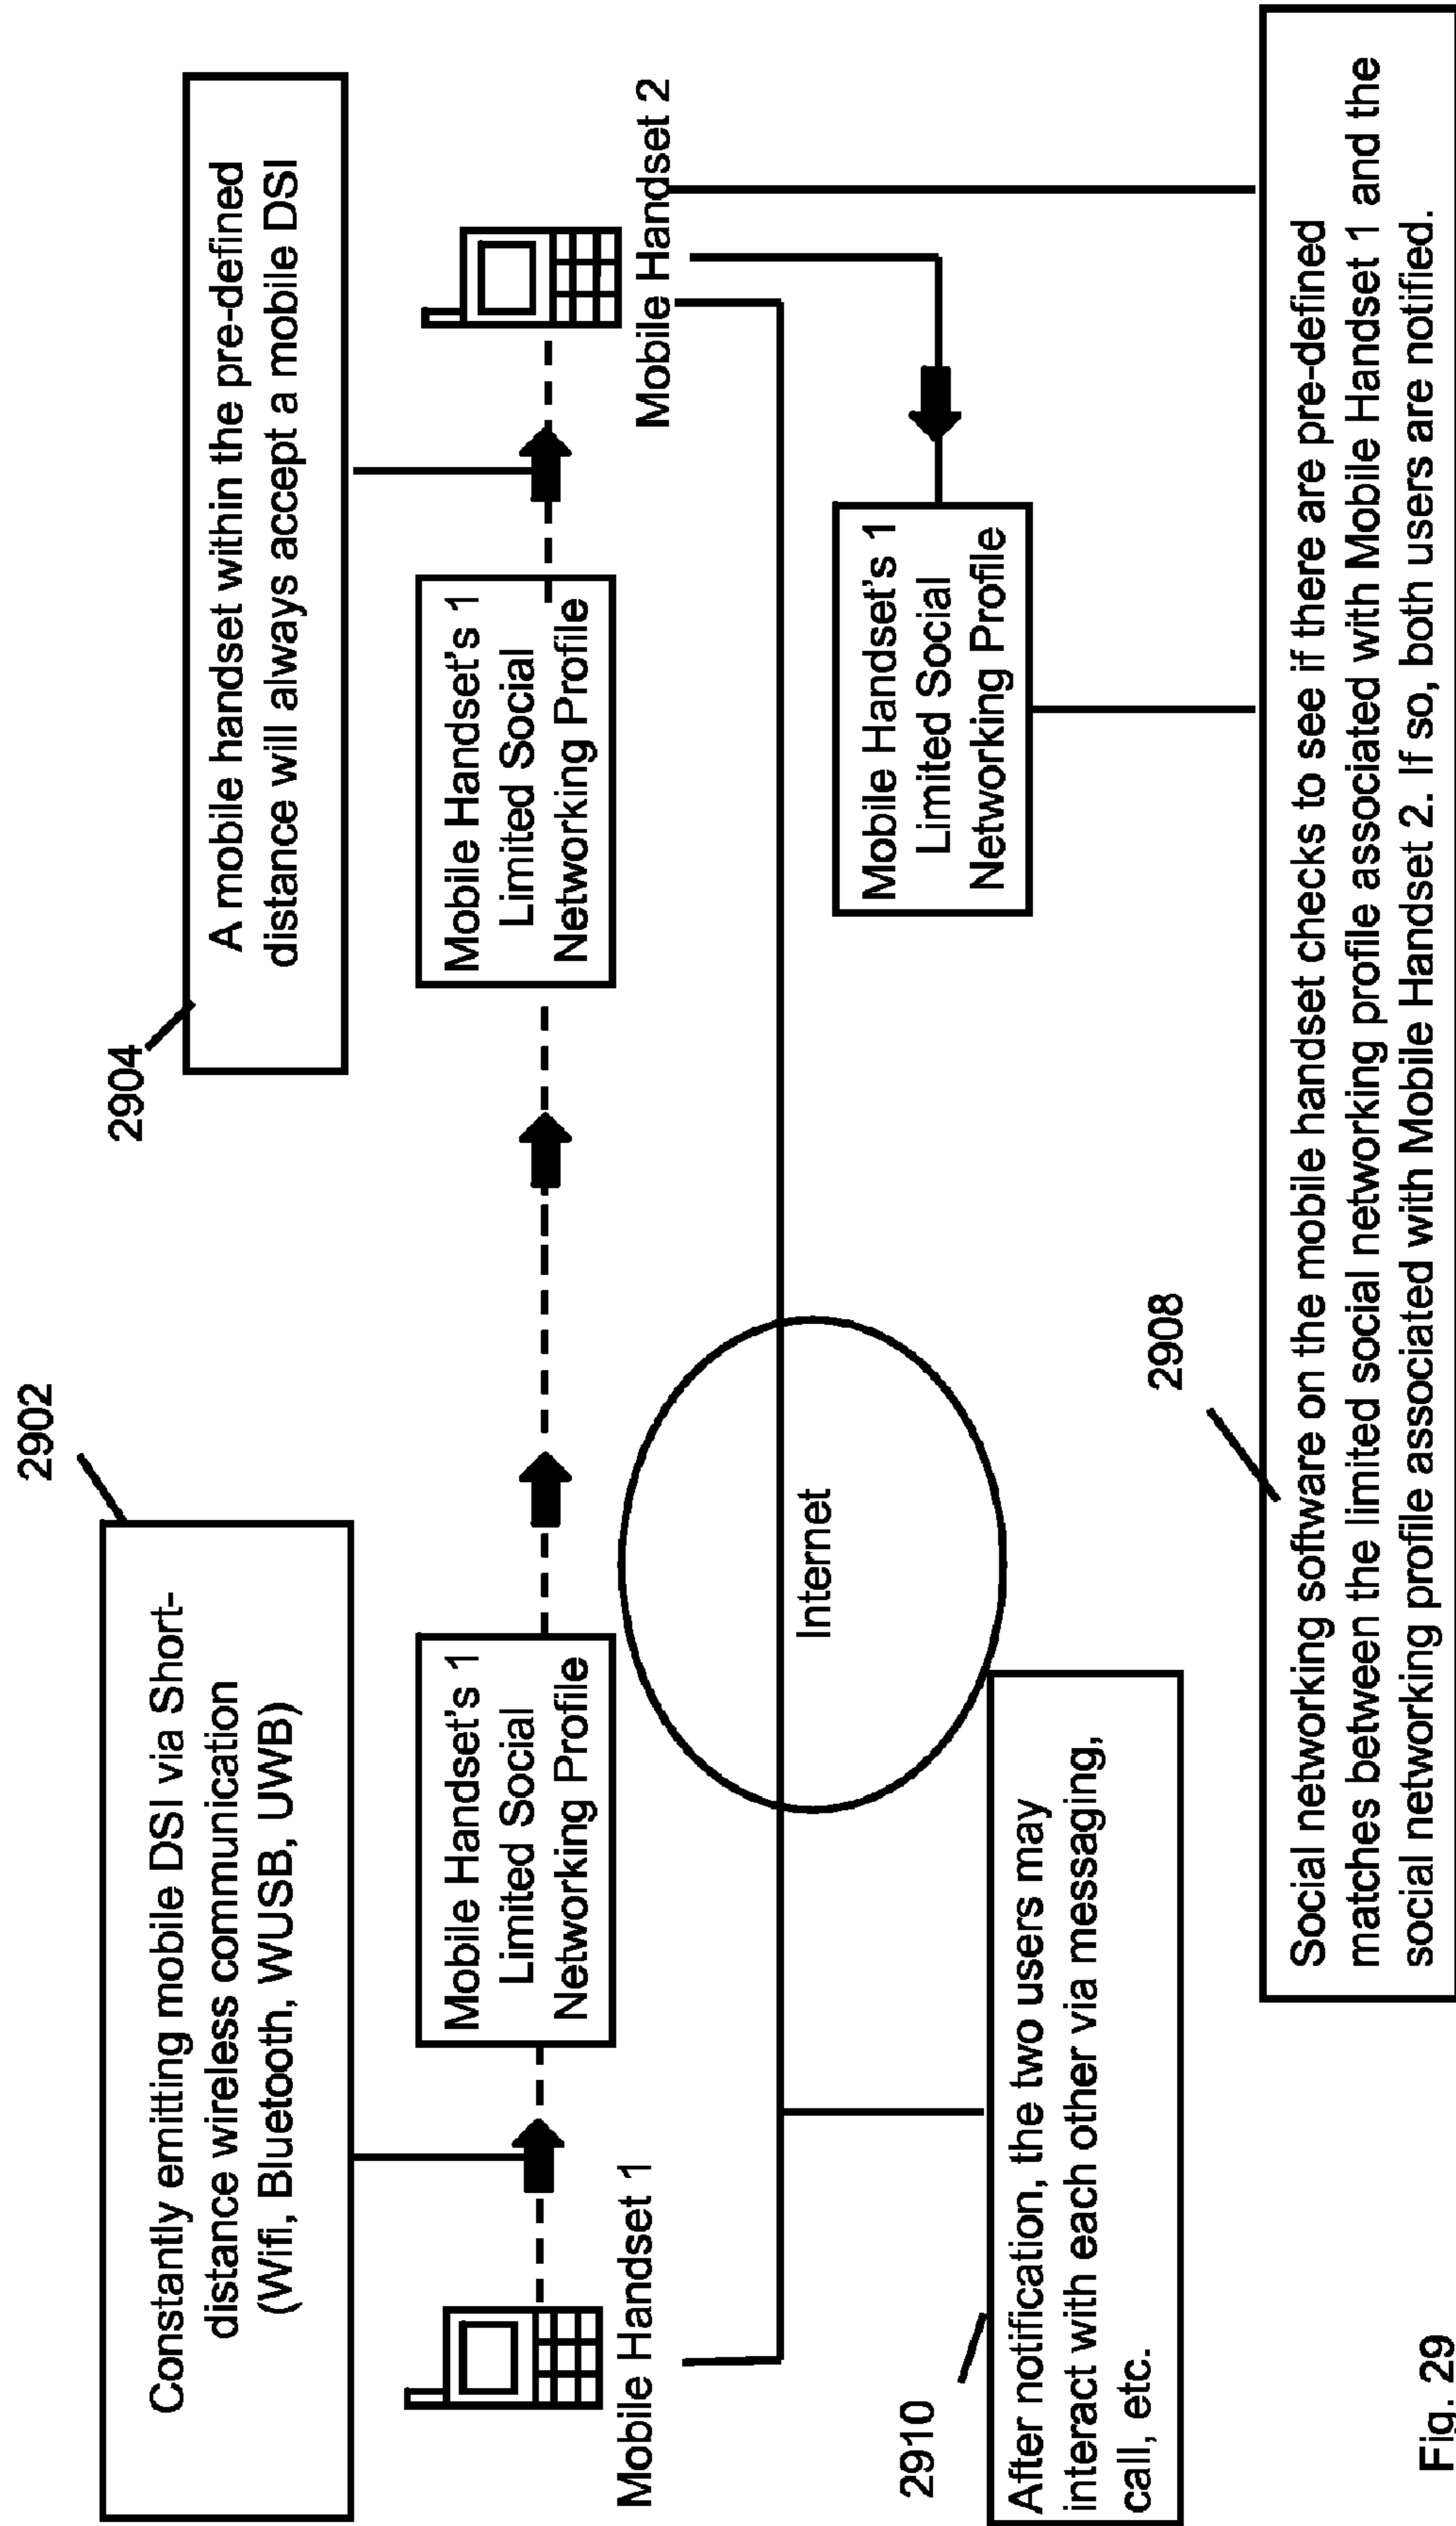 2902
Constantly emitting mobile DSI via Short-
distance wireless communication
(Wifi, Bluetooth, WUSB, UWB)
2904
A mobile handset within the pre-defined
distance will always accept a mobile DSI
Mobile Handset 1
Mobile Handset's 1
Limited Social
Networking Profile
Mobile Handset's 1
Limited Social
Networking Profile
Mobile Handset 2
Internet
Mobile Handset's 1
Limited Social
Networking Profile
2910
After notification, the two users may
interact with each other via messaging,
call, etc.
2908
Social networking software on the mobile handset checks to see if there are pre-defined
matches between the limited social networking profile associated with Mobile Handset 1 and the
social networking profile associated with Mobile Handset 2. If so, both users are notified.
Fig. 29